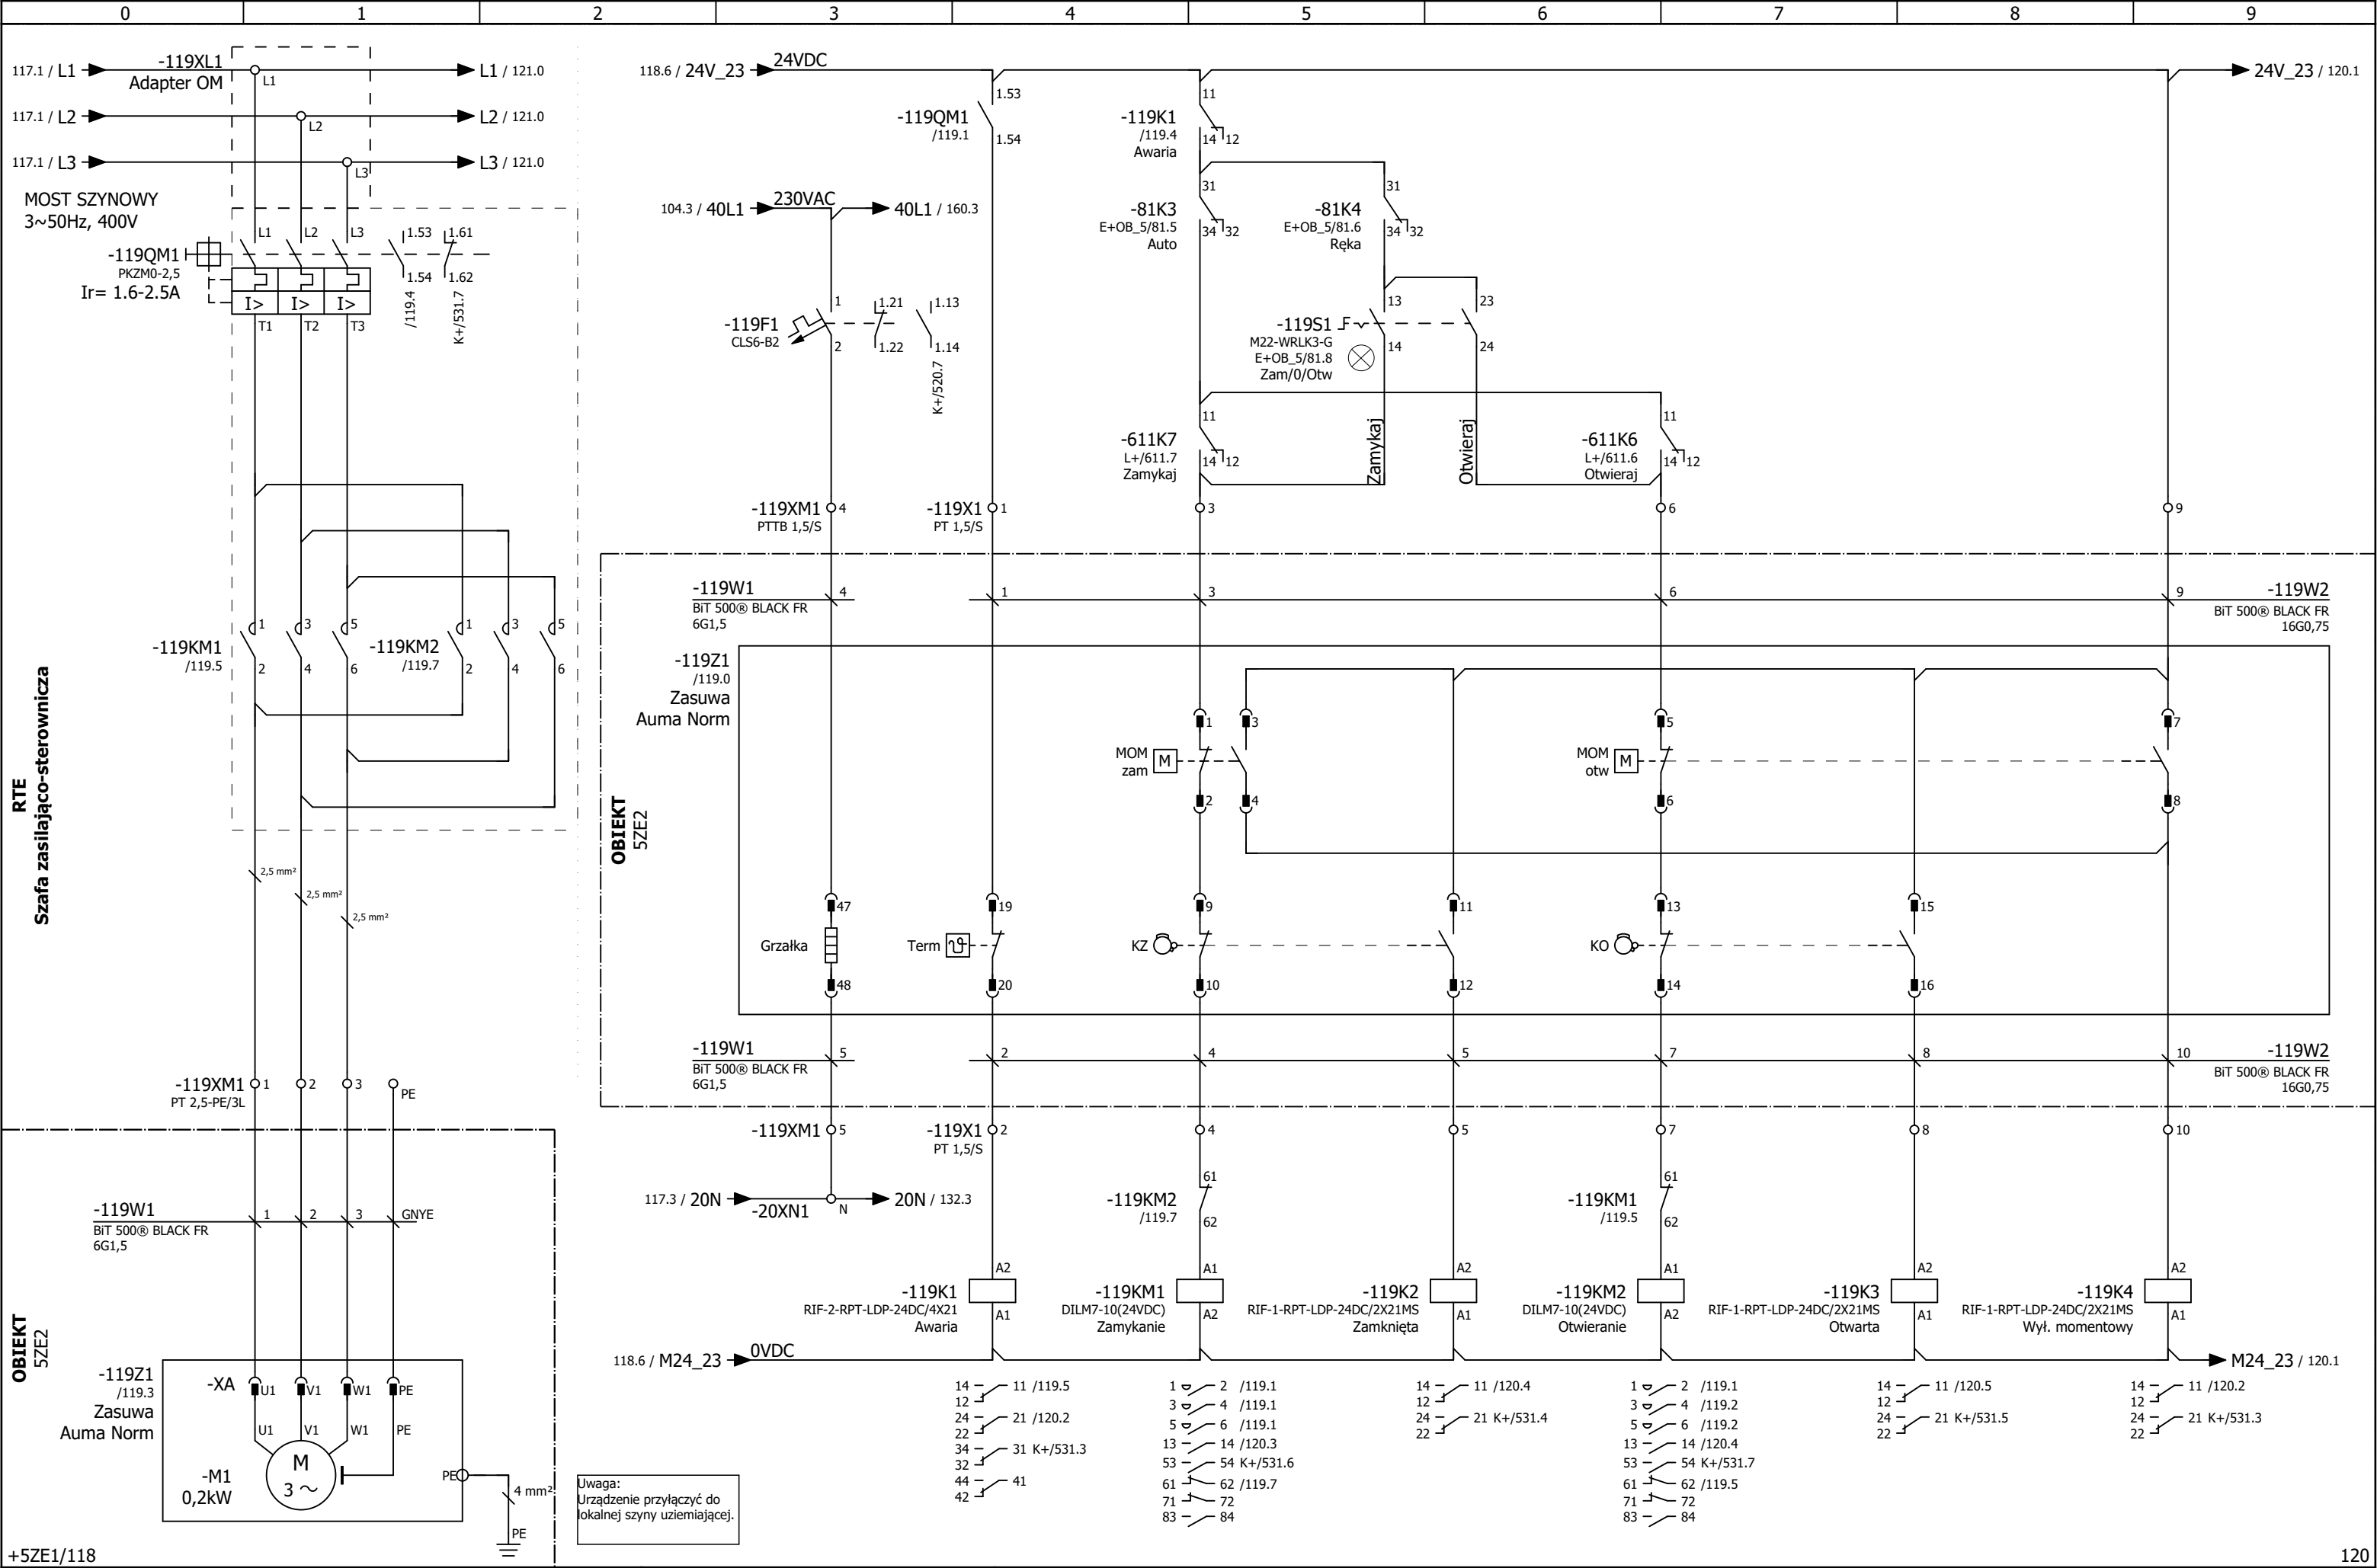 0 1 2 3 4 5 6 7 8 9
117.1 / L1
-119XL1
Adapter OM
L1
L1 / 121.0
117.1 / L2
L2
L2 / 121.0
117.1 / L3
L3
L3 / 121.0
MOST SZYNOWY
3~50Hz, 400V
-119QM1
PKZM0-2,5
Ir= 1.6-2.5A
L1 L2 L3
1.53 1.61
1.54 1.62
/119.4
K+/531.7
I> I> I>
T1 T2 T3
-119KM1
/119.5
1 3 5
2 4 6
-119KM2
/119.7
1 3 5
2 4 6
RTE
Szafa zasilająco-sterownicza
2,5 mm²
2,5 mm²
2,5 mm²
-119XM1
PT 2,5-PE/3L
1 2 3 PE
-119W1
BiT 500® BLACK FR
6G1,5
1 2 3 GNYE
OBIEKT
5ZE2
-119Z1
/119.3
Zasuwa
Auma Norm
-XA
U1 V1 W1 PE
U1 V1 W1 PE
M
3 ~
-M1
0,2kW
PE
4 mm²
PE
Uwaga:
Urządzenie przyłączyć do
lokalnej szyny uziemiającej.
118.6 / 24V_23
24VDC
24V_23 / 120.1
-119QM1
/119.1
1.53
1.54
-119K1
/119.4
Awaria
11
14 12
104.3 / 40L1
230VAC
40L1 / 160.3
-81K3
E+OB_5/81.5
Auto
31
34 32
-81K4
E+OB_5/81.6
Ręka
31
34 32
-119F1
CLS6-B2
1
2
1.21
1.22
1.13
1.14
K+/520.7
-119S1
M22-WRLK3-G
E+OB_5/81.8
Zam/0/Otw
13
14
23
24
Zamykaj
Otwieraj
-611K7
L+/611.7
Zamykaj
11
14 12
-611K6
L+/611.6
Otwieraj
11
14 12
-119XM1
PTTB 1,5/S
4
-119X1
PT 1,5/S
1
3
6
9
OBIEKT
5ZE2
-119W1
BiT 500® BLACK FR
6G1,5
4
1
3
6
9
-119W2
BiT 500® BLACK FR
16G0,75
-119Z1
/119.0
Zasuwa
Auma Norm
MOM
zam
M
1 3
2 4
MOM
otw
M
5
6
7
8
Grzałka
47
48
Term
19
20
KZ
9
10
11
12
KO
13
14
15
16
-119W1
BiT 500® BLACK FR
6G1,5
5
2
4
5
7
8
10
-119W2
BiT 500® BLACK FR
16G0,75
-119XM1
5
-119X1
PT 1,5/S
2
4
5
7
8
10
117.3 / 20N
-20XN1
N
20N / 132.3
-119KM2
/119.7
61
62
-119KM1
/119.5
61
62
-119K1
RIF-2-RPT-LDP-24DC/4X21
Awaria
A2
A1
-119KM1
DILM7-10(24VDC)
Zamykanie
A1
A2
-119K2
RIF-1-RPT-LDP-24DC/2X21MS
Zamknięta
A2
A1
-119KM2
DILM7-10(24VDC)
Otwieranie
A1
A2
-119K3
RIF-1-RPT-LDP-24DC/2X21MS
Otwarta
A2
A1
-119K4
RIF-1-RPT-LDP-24DC/2X21MS
Wył. momentowy
A2
A1
118.6 / M24_23
0VDC
M24_23 / 120.1
14 11 /119.5
12
24 21 /120.2
22
34 31 K+/531.3
32
44 41
42
1 2 /119.1
3 4 /119.1
5 6 /119.1
13 14 /120.3
53 54 K+/531.6
61 62 /119.7
71 72
83 84
14 11 /120.4
12
24 21 K+/531.4
22
1 2 /119.1
3 4 /119.2
5 6 /119.2
13 14 /120.4
53 54 K+/531.7
61 62 /119.5
71 72
83 84
14 11 /120.5
12
24 21 K+/531.5
22
14 11 /120.2
12
24 21 K+/531.3
22
+5ZE1/118
120